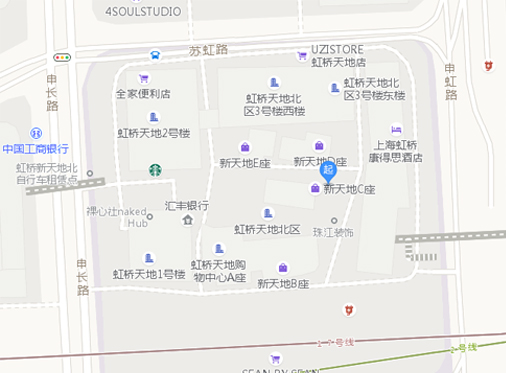 4SOULSTUDIO
苏虹路
UZISTORE
虹桥天地店
申长路
申虹路
全家便利店
虹桥天地北
区3号楼西楼
虹桥天地北
区3号楼东楼
虹桥天地2号楼
中国工商银行
新天地E座
新天地D座
上海虹桥
康得思酒店
虹桥新天地北
自行车租赁点
起
新天地C座
裸心社naked
Hub
汇丰银行
虹桥天地北区
珠江装饰
虹桥天地1号楼
虹桥天地购
物中心A座
新天地B座
申长路
17号线